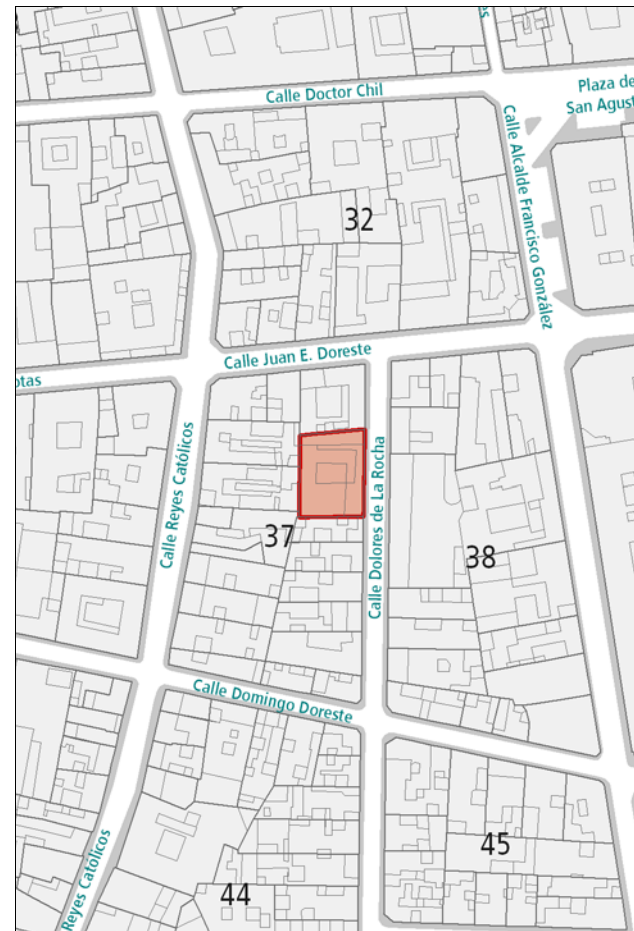 Calle Doctor Chil
Plaza de
San Agust
Calle Alcalde Francisco González
32
Calle Juan E. Doreste
otas
Calle Reyes Católicos
37
Calle Dolores de La Rocha
38
Calle Domingo Doreste
Reyes Católicos
44
45